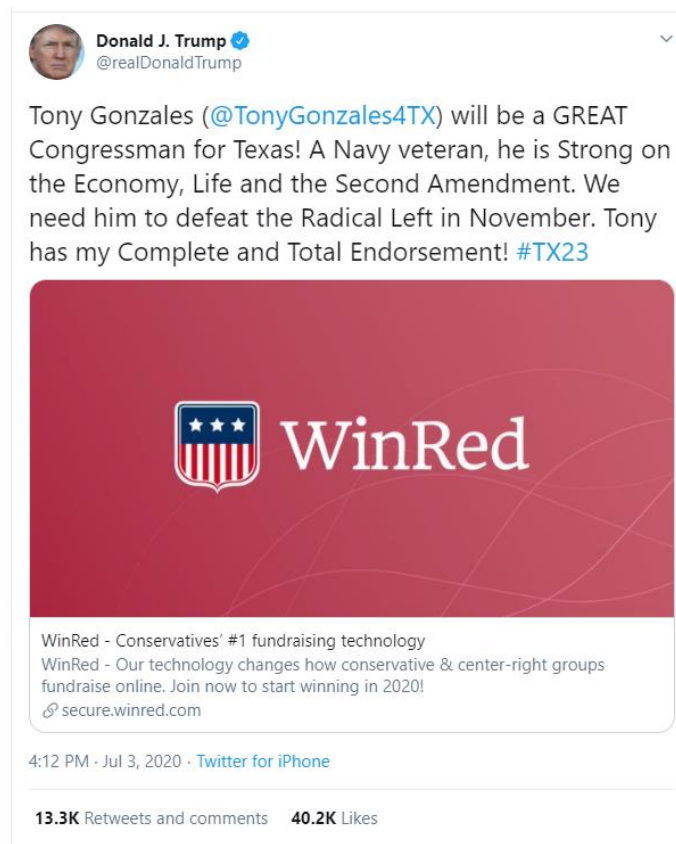 Donald J. Trump
@realDonaldTrump
Tony Gonzales (@TonyGonzales4TX) will be a GREAT
Congressman for Texas! A Navy veteran, he is Strong on
the Economy, Life and the Second Amendment. We
need him to defeat the Radical Left in November. Tony
has my Complete and Total Endorsement! #TX23
WinRed
WinRed - Conservatives' #1 fundraising technology
WinRed - Our technology changes how conservative & center-right groups
fundraise online. Join now to start winning in 2020!
secure.winred.com
4:12 PM · Jul 3, 2020 · Twitter for iPhone
13.3K Retweets and comments 40.2K Likes